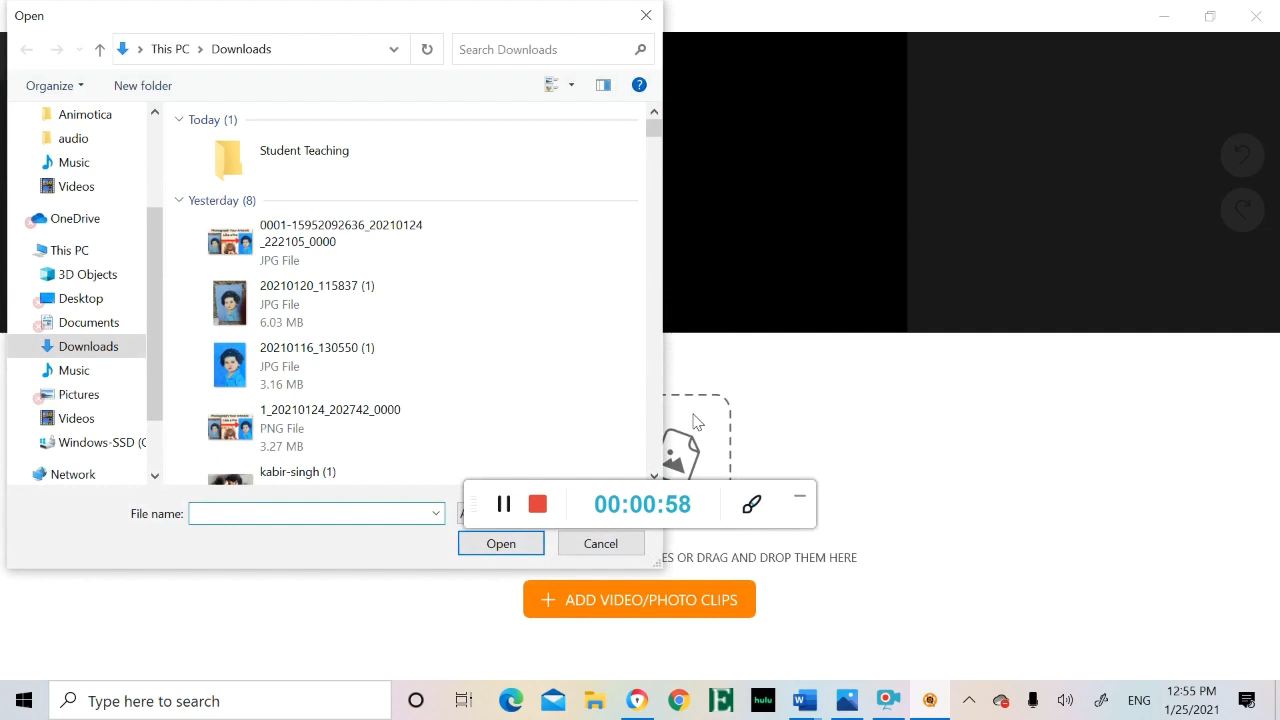 Open
This PC > Downloads
Search Downloads
Organize
New folder
Animotica
audio
Music
Videos
OneDrive
This PC
3D Objects
Desktop
Documents
Downloads
Music
Pictures
Videos
Windows-SSD (C
Network
Today (1)
Student Teaching
Yesterday (8)
0001-15952092636_20210124
_222105_0000
JPG File
20210120_115837 (1)
JPG File
6.03 MB
20210116_130550 (1)
JPG File
3.16 MB
1_20210124_202742_0000
PNG File
3.27 MB
kabir-singh (1)
File name:
00:00:58
Open
Cancel
ES OR DRAG AND DROP THEM HERE
+ ADD VIDEO/PHOTO CLIPS
Type here to search
hulu
ENG
12:55 PM
1/25/2021